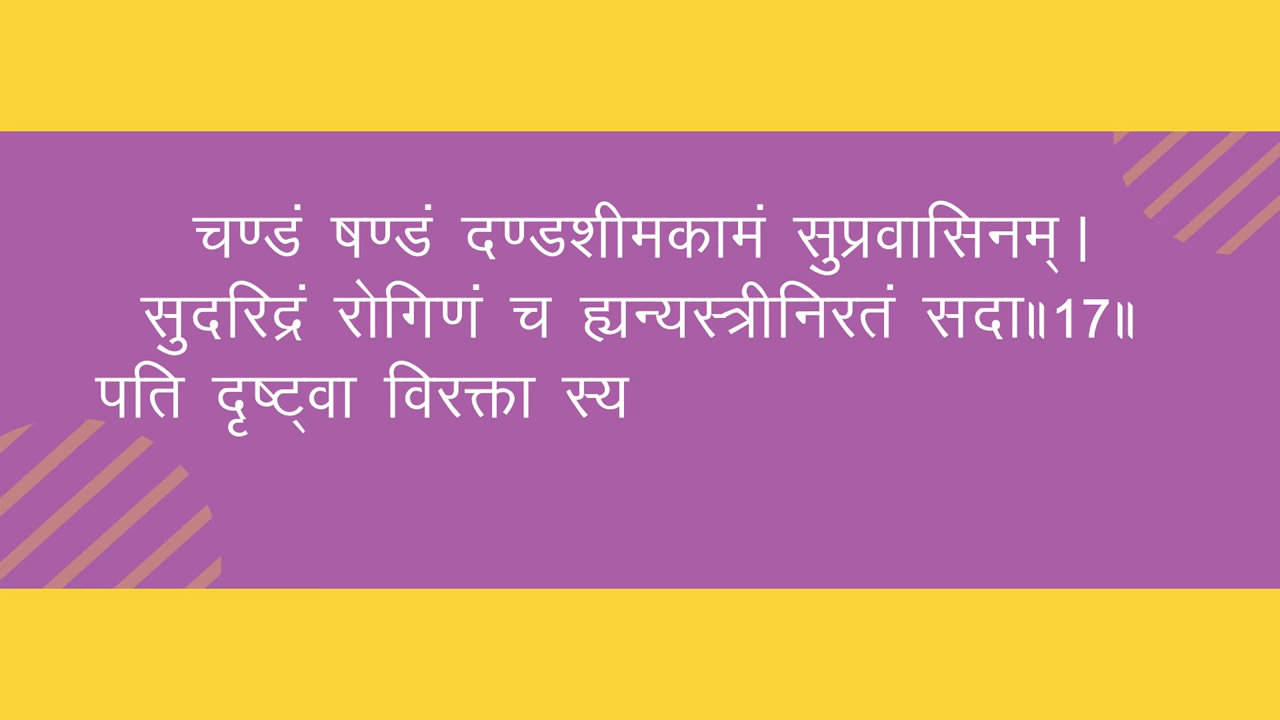 चण्डं षण्डं दण्डशीमकामं सुप्रवासिनम् |
सुदरिद्रं रोगिणं च ह्यन्यस्त्रीनिरतं सदा॥17॥
पति दृष्ट्वा विरक्ता स्य